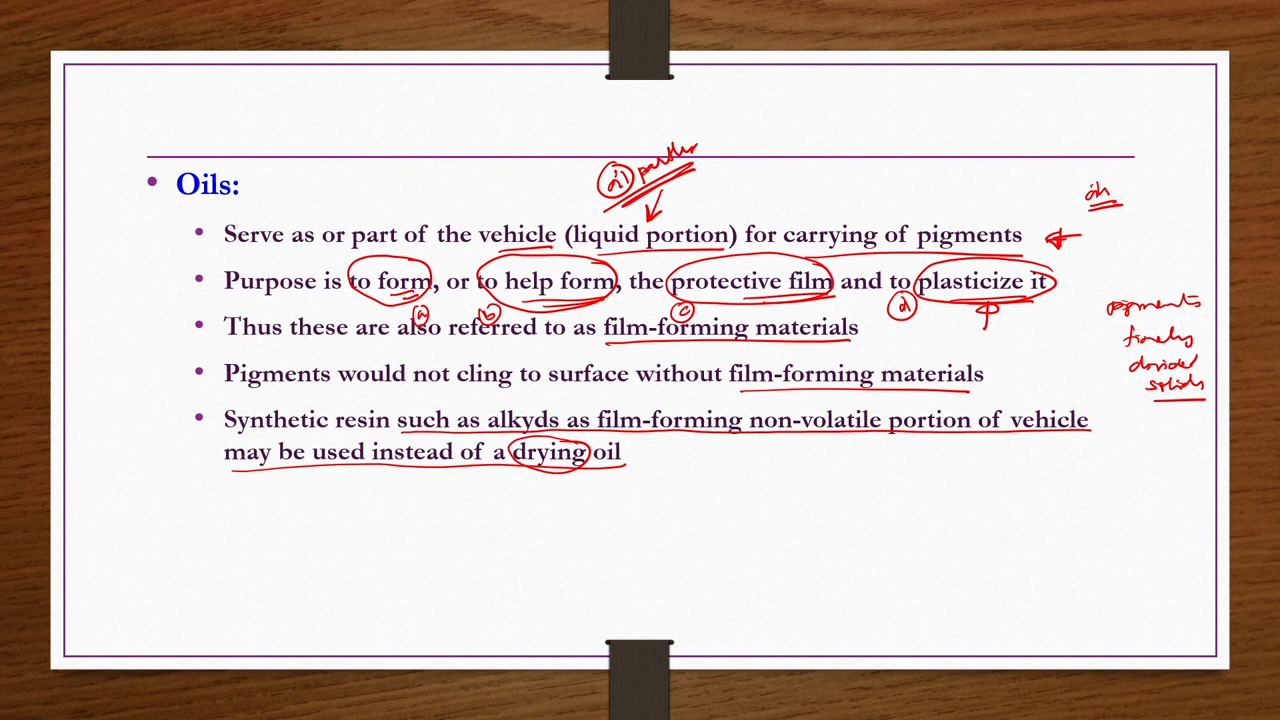 oil portion
• Oils:
oils
• Serve as or part of the vehicle (liquid portion) for carrying of pigments
• Purpose is to form, or to help form, the protective film and to plasticize it
a b c d
pigments
• Thus these are also referred to as film-forming materials
finely
divided
solids
• Pigments would not cling to surface without film-forming materials
• Synthetic resin such as alkyds as film-forming non-volatile portion of vehicle
may be used instead of a drying oil